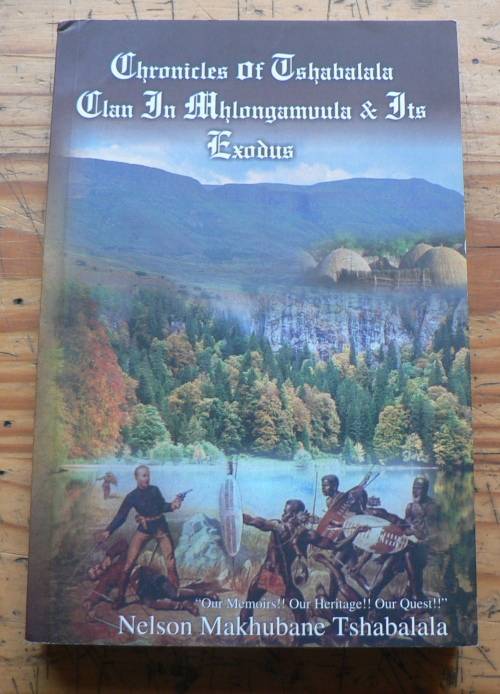 Chronicles Of Tshabalala
Clan In Mhlongamvula & Its
Exodus
"Our Memoirs!! Our Heritage!! Our Quest!!"
Nelson Makhubane Tshabalala